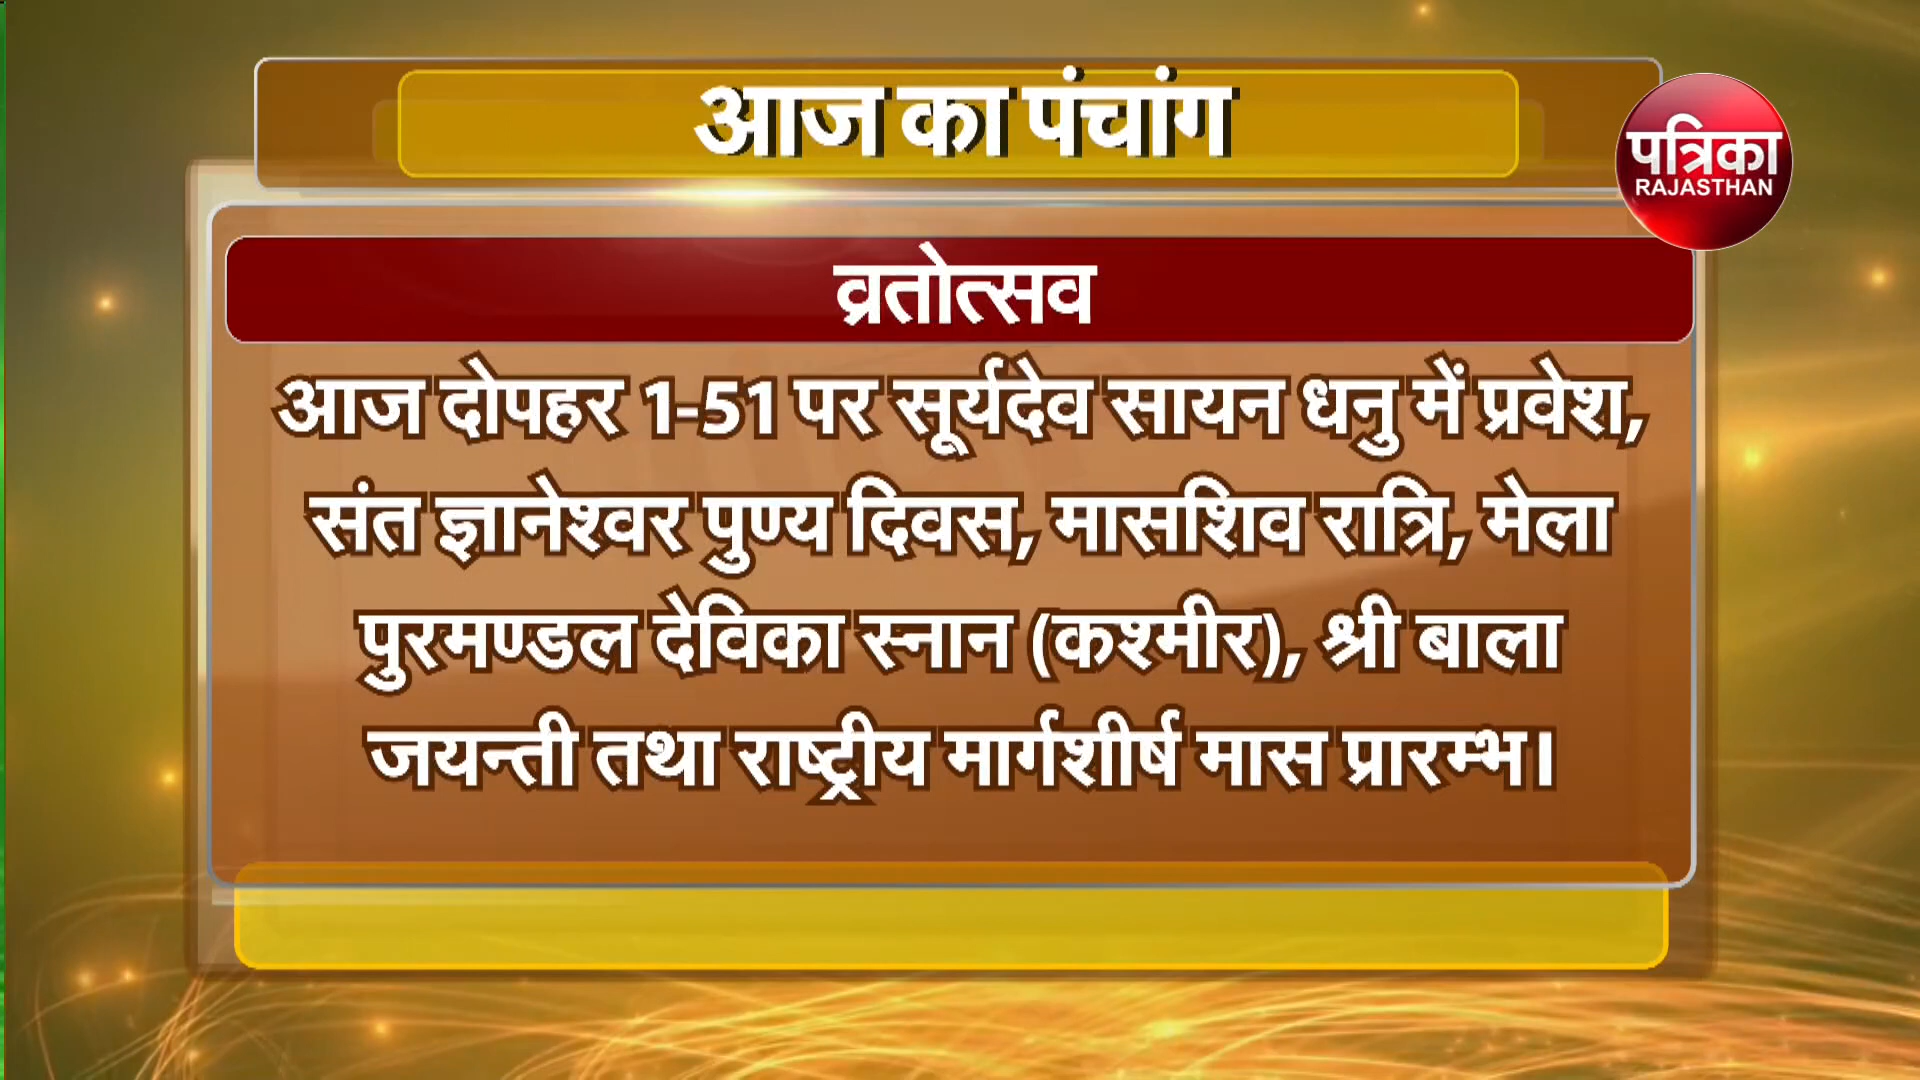 आज का पंचांग
पत्रिका
RAJASTHAN
व्रतोत्सव
आज दोपहर 1-51 पर सूर्यदेव सायन धनु में प्रवेश,
संत ज्ञानेश्वर पुण्य दिवस, मासशिव रात्रि, मेला
पुरमण्डल देविका स्नान (कश्मीर), श्री बाला
जयन्ती तथा राष्ट्रीय मार्गशीर्ष मास प्रारम्भ।